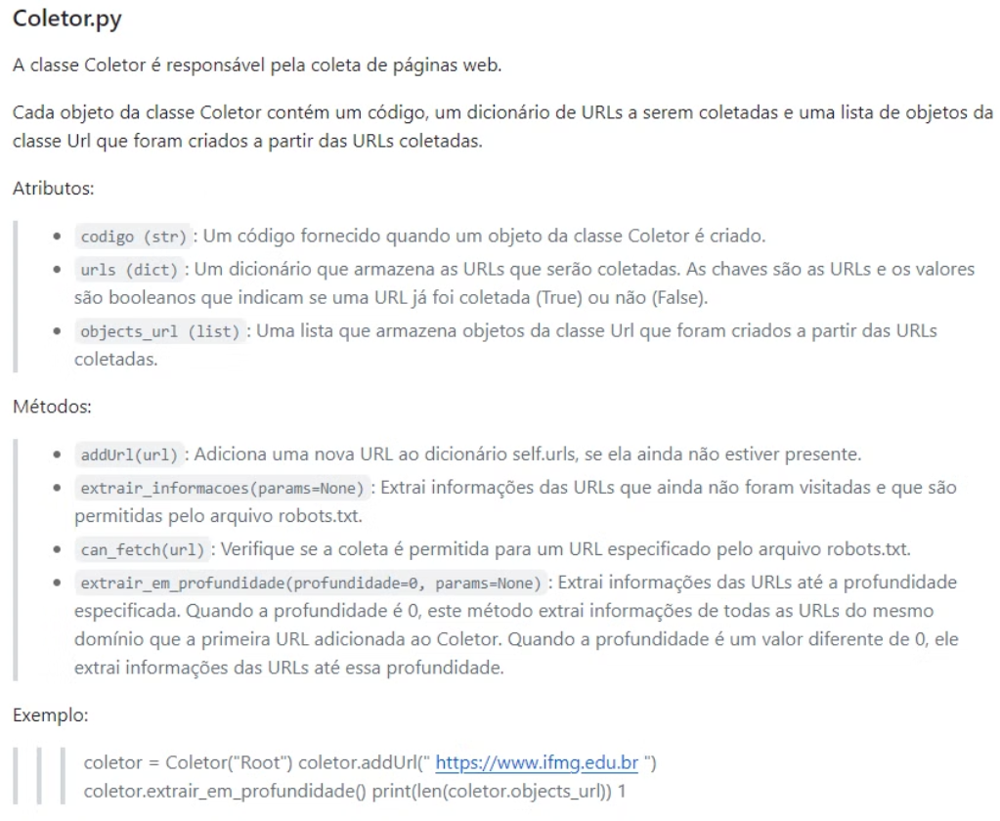 Coletor.py
A classe Coletor é responsável pela coleta de páginas web.
Cada objeto da classe Coletor contém um código, um dicionário de URLs a serem coletadas e uma lista de objetos da
classe Url que foram criados a partir das URLs coletadas.
Atributos:
• codigo (str) : Um código fornecido quando um objeto da classe Coletor é criado.
• urls (dict) : Um dicionário que armazena as URLs que serão coletadas. As chaves são as URLs e os valores
são booleanos que indicam se uma URL já foi coletada (True) ou não (False).
• objects_url (list) : Uma lista que armazena objetos da classe Url que foram criados a partir das URLs
coletadas.
Métodos:
• addUrl(url) : Adiciona uma nova URL ao dicionário self.urls, se ela ainda não estiver presente.
• extrair_informacoes(params=None) : Extrai informações das URLs que ainda não foram visitadas e que são
permitidas pelo arquivo robots.txt.
• can_fetch(url) : Verifique se a coleta é permitida para um URL especificado pelo arquivo robots.txt.
• extrair_em_profundidade(profundidade=0, params=None) : Extrai informações das URLs até a profundidade
especificada. Quando a profundidade é 0, este método extrai informações de todas as URLs do mesmo
domínio que a primeira URL adicionada ao Coletor. Quando a profundidade é um valor diferente de 0, ele
extrai informações das URLs até essa profundidade.
Exemplo:
coletor = Coletor("Root") coletor.addUrl(" https://www.ifmg.edu.br ")
coletor.extrair_em_profundidade() print(len(coletor.objects_url)) 1